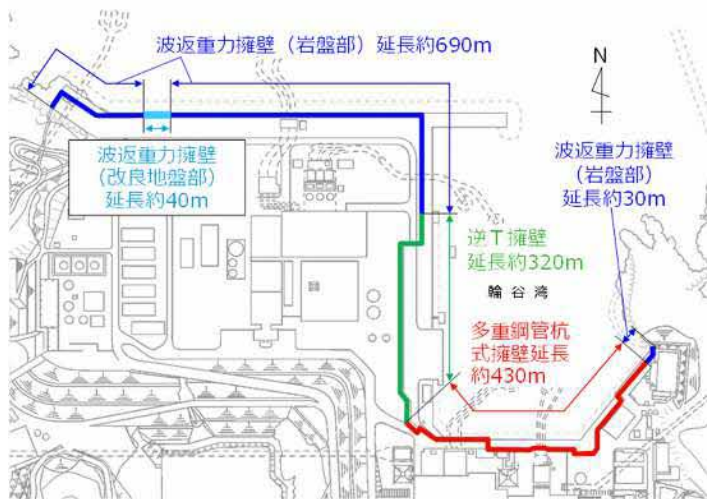 波返重力擁壁（岩盤部）延長約690m
N
波返重力擁壁
（改良地盤部）
延長約40m
波返重力擁壁
（岩盤部）
延長約30m
逆T擁壁
延長約320m
輪谷湾
多重鋼管杭
式擁壁延長
約430m